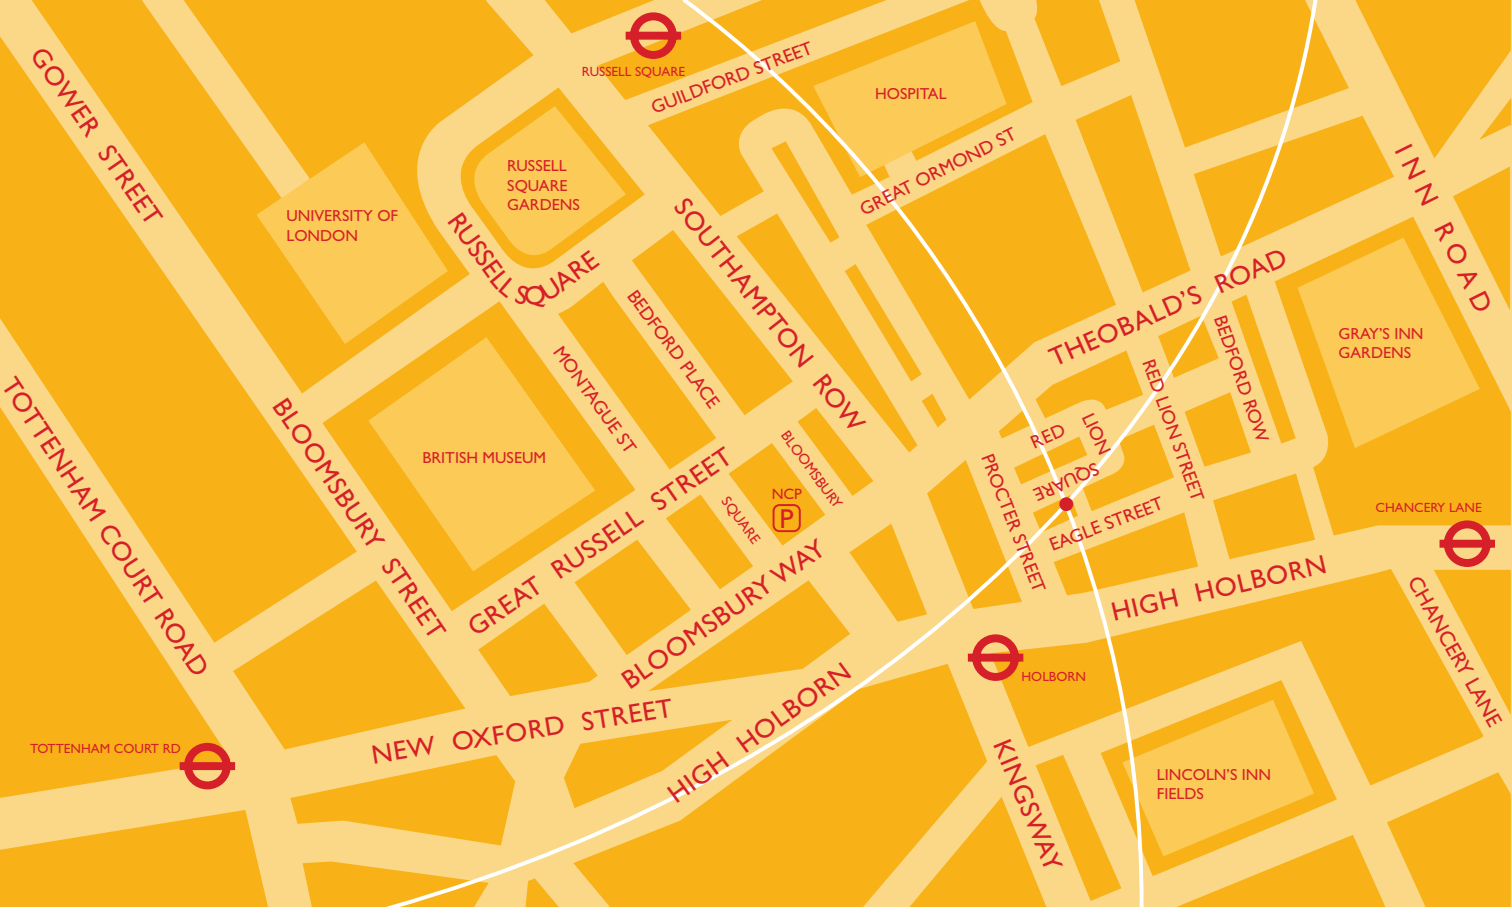 RUSSELL SQUARE
GUILDFORD STREET
HOSPITAL
GOWER STREET
UNIVERSITY OF
LONDON
RUSSELL
SQUARE
GARDENS
GREAT ORMOND ST
INN ROAD
RUSSELL SQUARE
SOUTHAMPTON ROW
THEOBALD'S ROAD
BEDFORD PLACE
MONTAGUE ST
GRAY'S INN
GARDENS
BEDFORD ROW
RED LION STREET
TOTTENHAM COURT ROAD
BLOOMSBURY STREET
BRITISH MUSEUM
GREAT RUSSELL STREET
BLOOMSBURY
SQUARE
NCP
P
RED
LION
SQUARE
PROCTER STREET
EAGLE STREET
CHANCERY LANE
BLOOMSBURY WAY
HIGH HOLBORN
CHANCERY LANE
HOLBORN
NEW OXFORD STREET
HIGH HOLBORN
TOTTENHAM COURT RD
KINGSWAY
LINCOLN'S INN
FIELDS